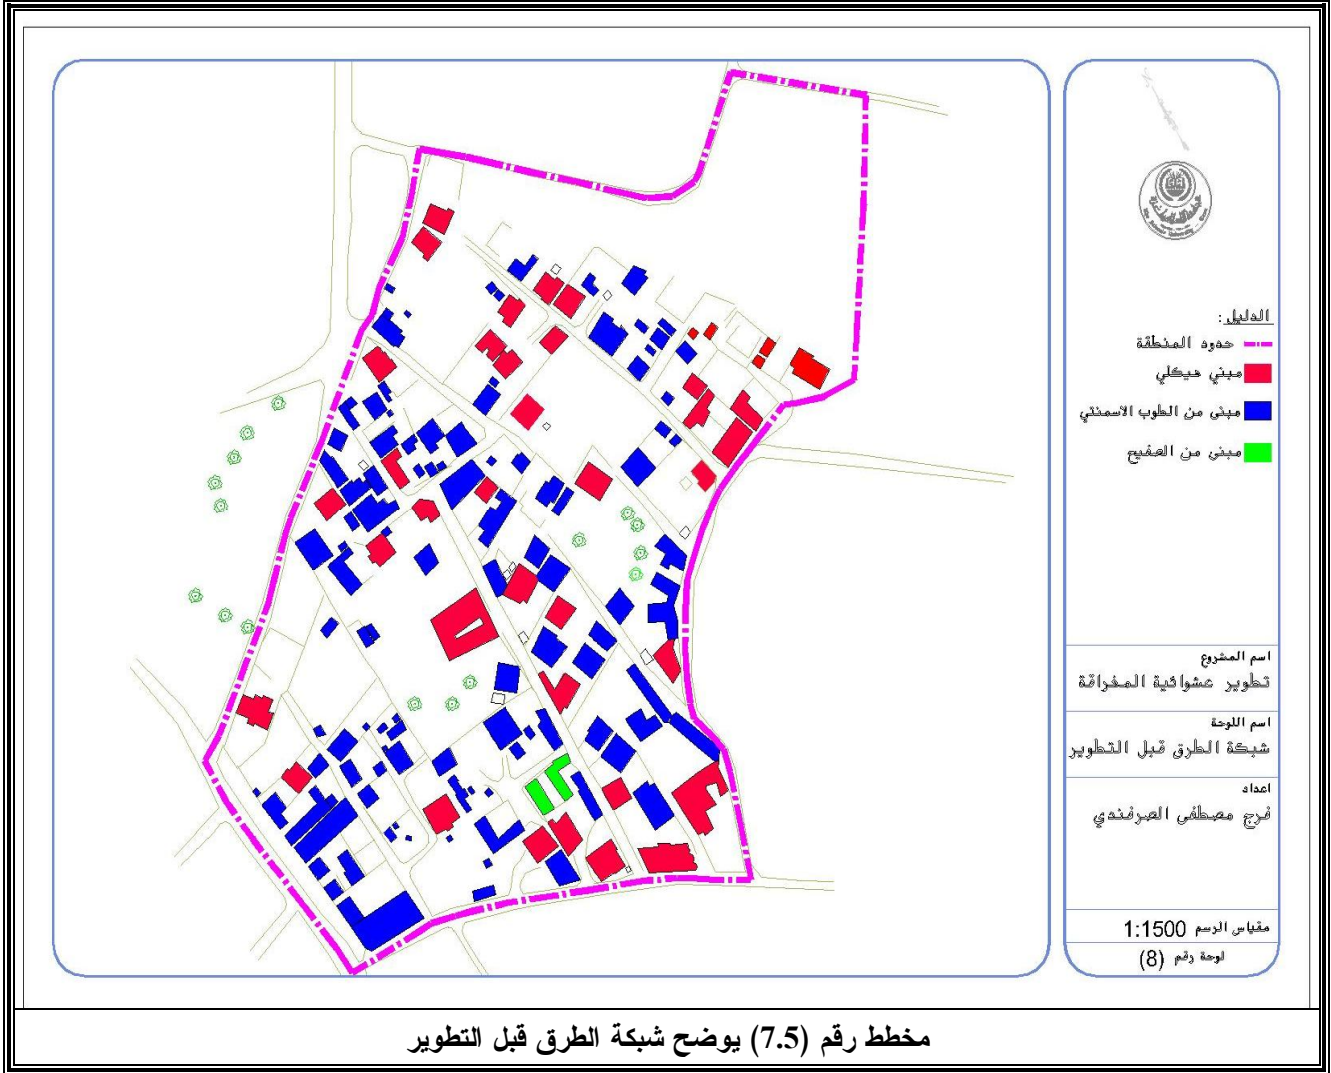 الدليل:
حدود المنطقة
مبني هيكلي
مبنى من الطوب الاسمنتي
مبنى من الصفيح
اسم المشروع
تطوير عشوائية المخراقة
اسم اللوحة
شبكة الطرق قبل التطوير
اعداد
فرج مصطفى الصرفندي
مقياس الرسم 1:1500
لوحة رقم (8)
مخطط رقم (7.5) يوضح شبكة الطرق قبل التطوير